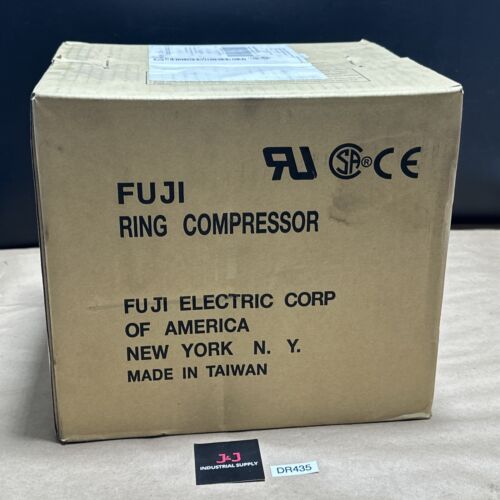 FUJI
RING COMPRESSOR
FUJI ELECTRIC CORP
OF AMERICA
NEW YORK N. Y.
MADE IN TAIWAN
J&J
INDUSTRIAL SUPPLY
DR435